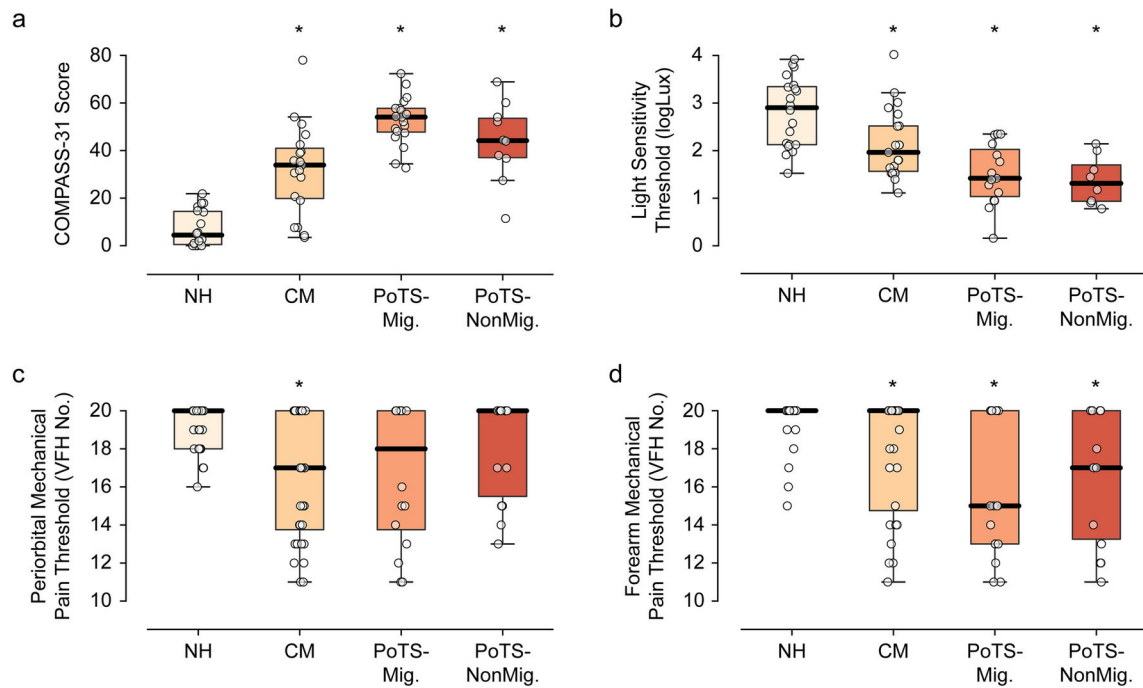 a
* * *
COMPASS-31 Score
80
60
40
20
0
NH CM PoTS- PoTS-
Mig. NonMig.
b
* * *
Light Sensitivity
Threshold (logLux)
4
3
2
1
0
NH CM PoTS- PoTS-
Mig. NonMig.
c
*
Periorbital Mechanical
Pain Threshold (VFH No.)
20
18
16
14
12
10
NH CM PoTS- PoTS-
Mig. NonMig.
d
* * *
Forearm Mechanical
Pain Threshold (VFH No.)
20
18
16
14
12
10
NH CM PoTS- PoTS-
Mig. NonMig.